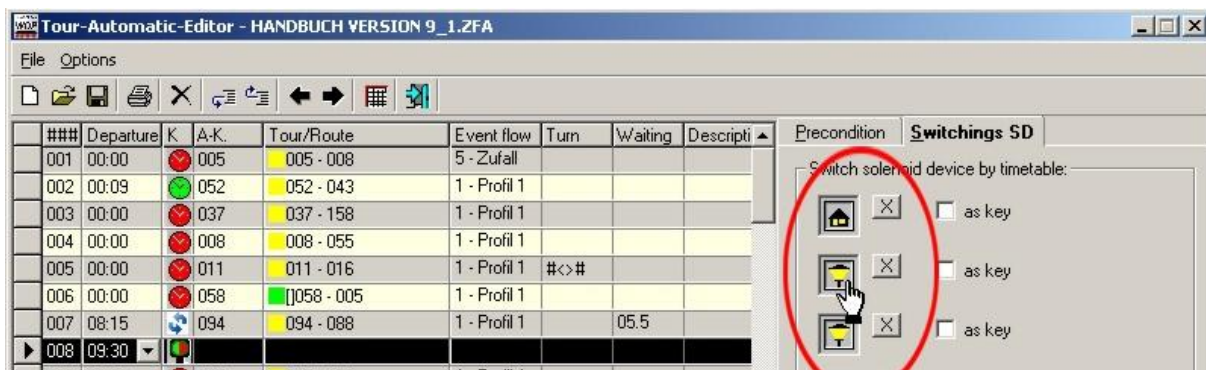 Tour-Automatic-Editor - HANDBUCH VERSION 9_1.ZFA
File Options
### Departure K A-K. Tour/Route Event flow Turn Waiting Descripti
001 00:00 005 005 - 008 5 - Zufall
002 00:09 052 052 - 043 1 - Profil 1
003 00:00 037 037 - 158 1 - Profil 1
004 00:00 008 008 - 055 1 - Profil 1
005 00:00 011 011 - 016 1 - Profil 1 #<>#
006 00:00 058 []058 - 005 1 - Profil 1
007 08:15 094 094 - 088 1 - Profil 1 05.5
008 09:30
Precondition Switchings SD
Switch solenoid device by timetable:
X as key
X as key
X as key